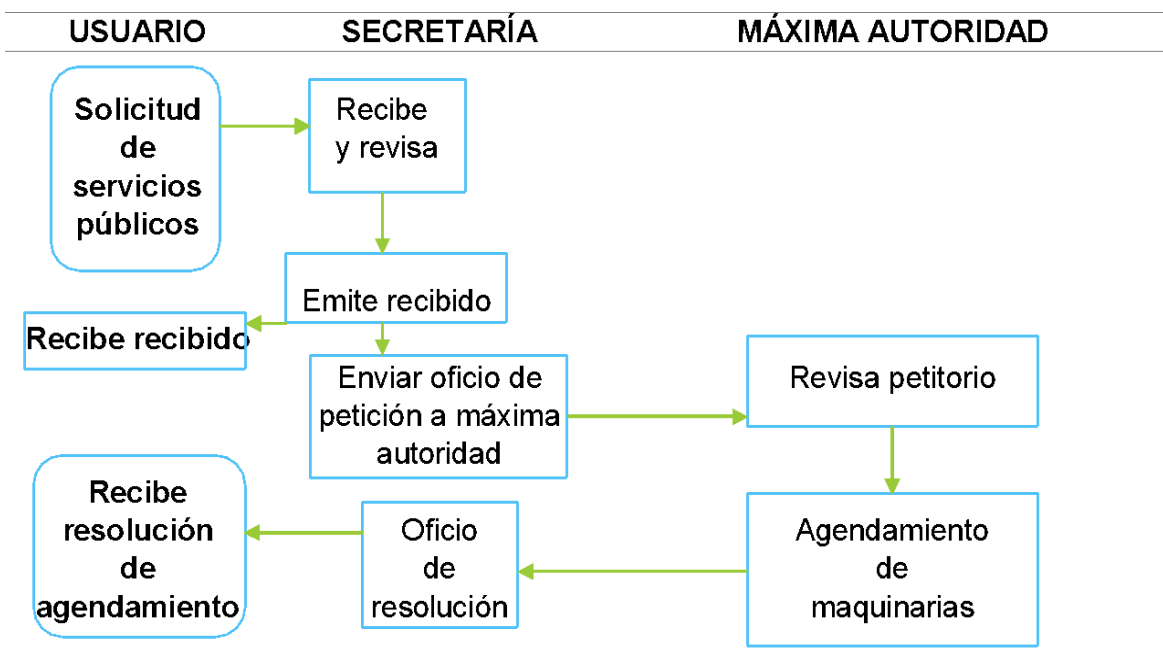 USUARIO SECRETARÍA MÁXIMA AUTORIDAD
Solicitud
de
servicios
públicos
Recibe
y revisa
Emite recibido
Recibe recibido
Enviar oficio de
petición a máxima
autoridad
Revisa petitorio
Agendamiento
de
maquinarias
Oficio
de
resolución
Recibe
resolución
de
agendamiento